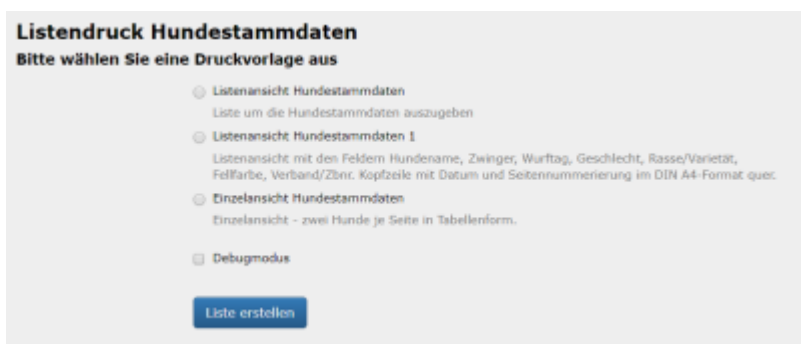 Listendruck Hundestammdaten
Bitte wählen Sie eine Druckvorlage aus
Listenansicht Hundestammdaten
Liste um die Hundestammdaten auszugeben
Listenansicht Hundestammdaten 1
Listenansicht mit den Feldern Hundename, Zwinger, Wurftag, Geschlecht, Rasse/Varietät,
Fellfarbe, Verband/Zbnr. Kopfzeile mit Datum und Seitennummerierung im DIN A4-Format quer.
Einzelansicht Hundestammdaten
Einzelansicht - zwei Hunde je Seite in Tabellenform.
Debugmodus
Liste erstellen